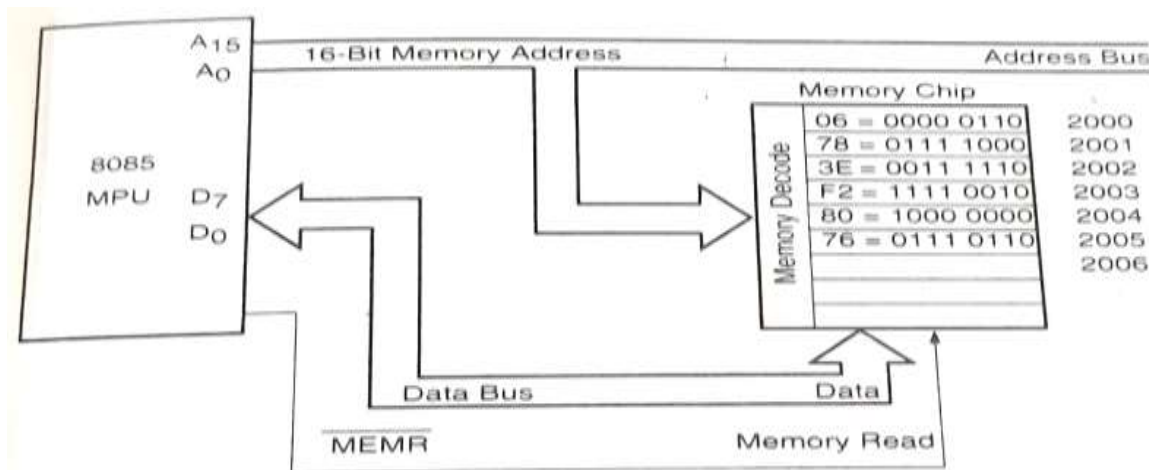 A15
16-Bit Memory Address
Address Bus
A0
Memory Chip
8085
MPU
D7
D0
Memory Decode
06 = 0000 0110 2000
78 = 0111 1000 2001
3E = 0011 1110 2002
F2 = 1111 0010 2003
80 = 1000 0000 2004
76 = 0111 0110 2005
2006
Data Bus
Data
MEMR
Memory Read